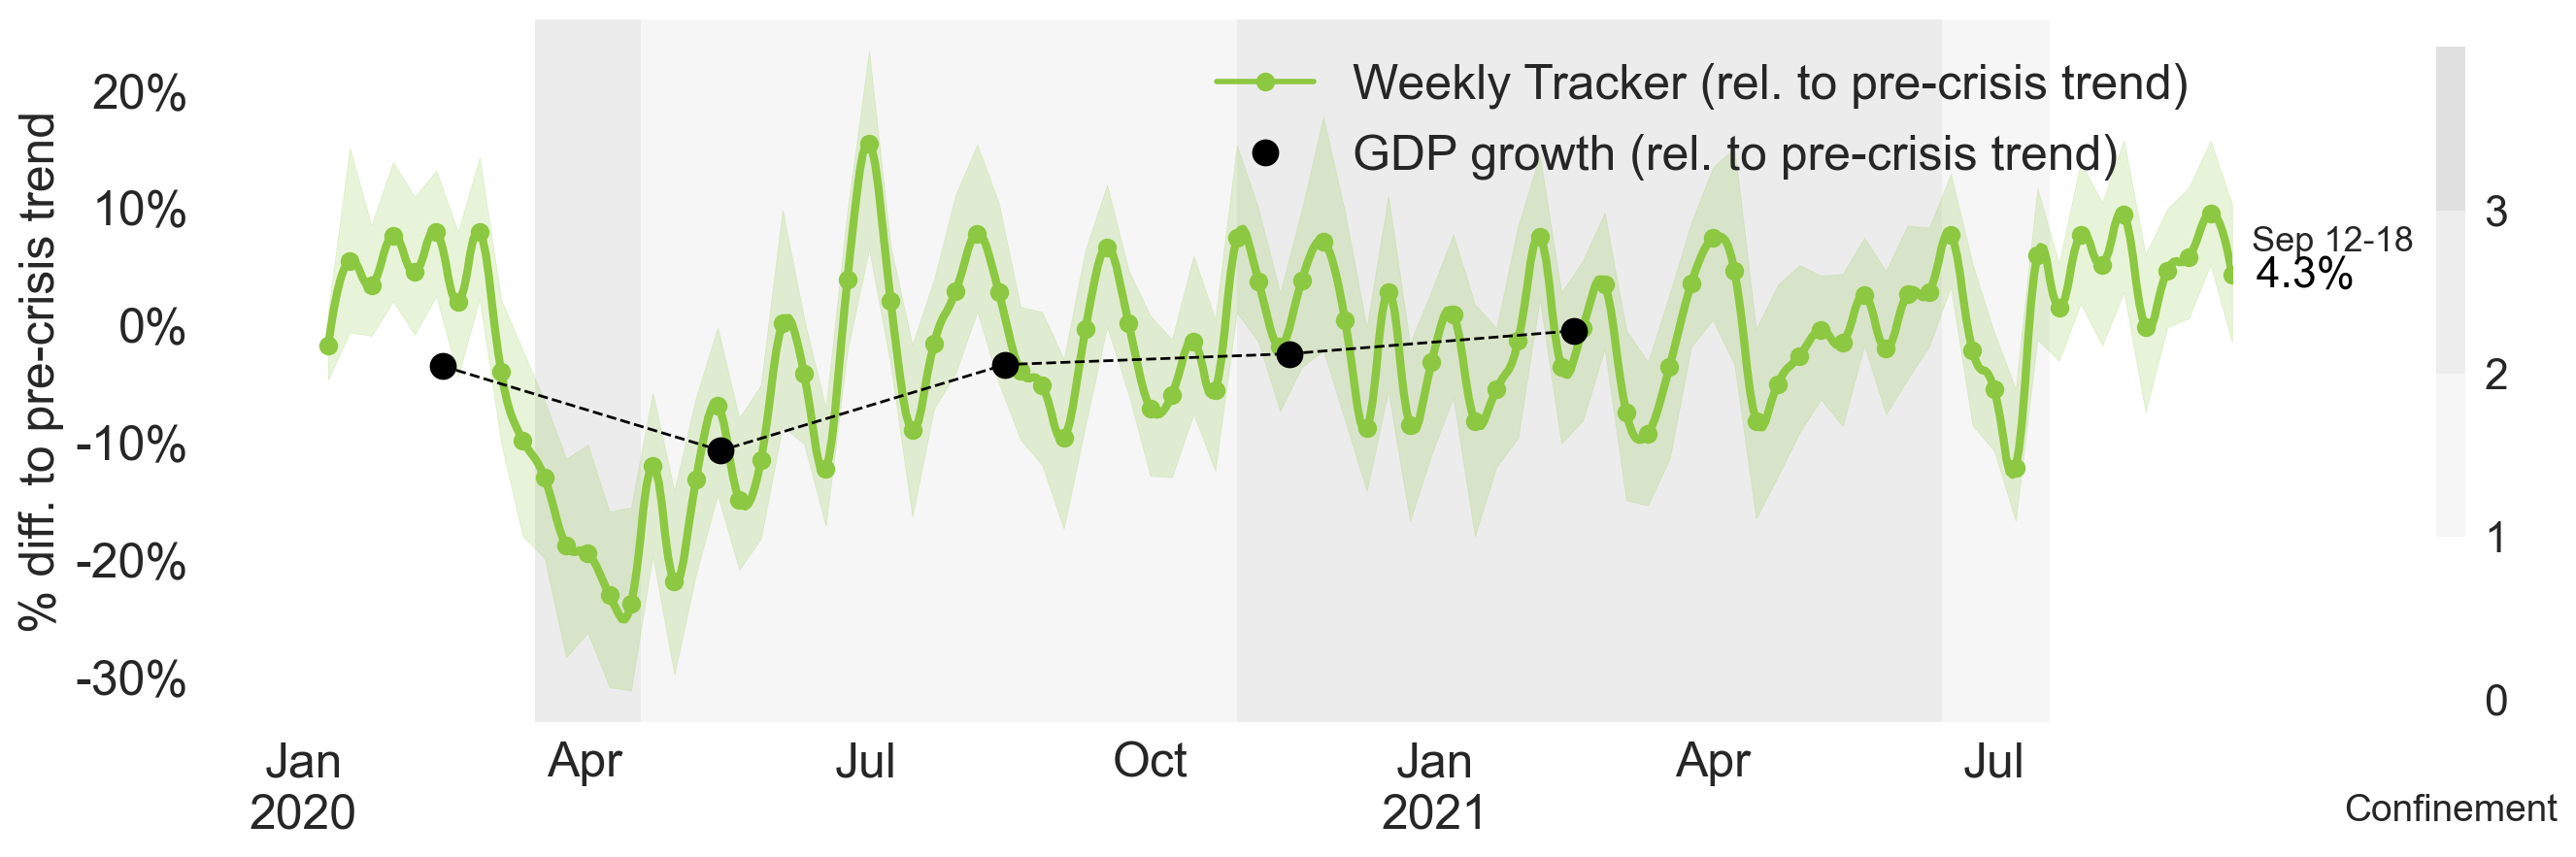 % diff. to pre-crisis trend
20%
10%
0%
-10%
-20%
-30%
Weekly Tracker (rel. to pre-crisis trend)
GDP growth (rel. to pre-crisis trend)
Sep 12-18
4.3%
3
2
1
0
Jan
2020
Apr
Jul
Oct
Jan
2021
Apr
Jul
Confinement